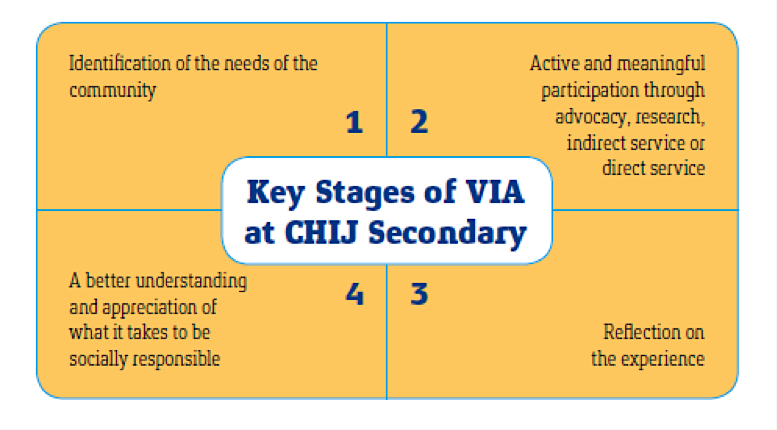 Identification of the needs of the
community
1
2
Active and meaningful
participation through
advocacy, research,
indirect service or
direct service
Key Stages of VIA
at CHIJ Secondary
A better understanding
and appreciation of
what it takes to be
socially responsible
4
3
Reflection on
the experience